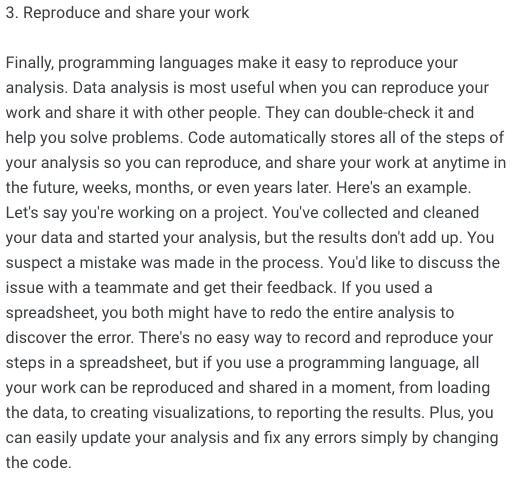 3. Reproduce and share your work
Finally, programming languages make it easy to reproduce your
analysis. Data analysis is most useful when you can reproduce your
work and share it with other people. They can double-check it and
help you solve problems. Code automatically stores all of the steps of
your analysis so you can reproduce, and share your work at anytime in
the future, weeks, months, or even years later. Here's an example.
Let's say you're working on a project. You've collected and cleaned
your data and started your analysis, but the results don't add up. You
suspect a mistake was made in the process. You'd like to discuss the
issue with a teammate and get their feedback. If you used a
spreadsheet, you both might have to redo the entire analysis to
discover the error. There's no easy way to record and reproduce your
steps in a spreadsheet, but if you use a programming language, all
your work can be reproduced and shared in a moment, from loading
the data, to creating visualizations, to reporting the results. Plus, you
can easily update your analysis and fix any errors simply by changing
the code.